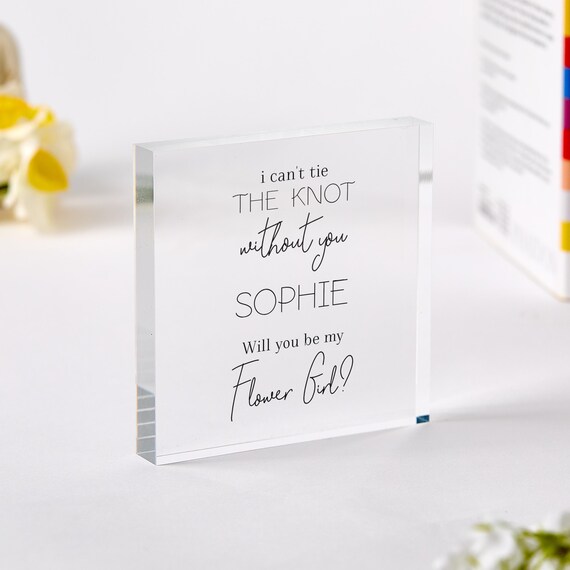 i can't tie
THE KNOT
without you
SOPHIE
Will you be my
Flower Girl?